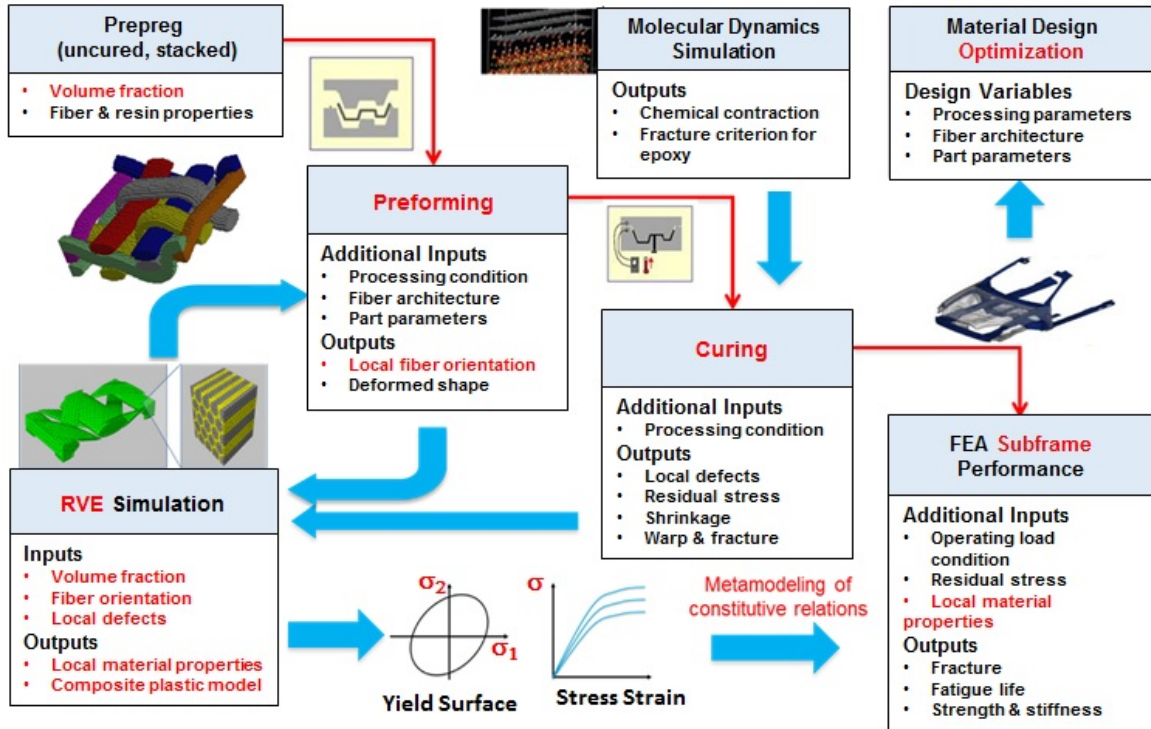 Prepreg
(uncured, stacked)
• Volume fraction
• Fiber & resin properties
Molecular Dynamics
Simulation
Outputs
• Chemical contraction
• Fracture criterion for
epoxy
Material Design
Optimization
Design Variables
• Processing parameters
• Fiber architecture
• Part parameters
Preforming
Additional Inputs
• Processing condition
• Fiber architecture
• Part parameters
Outputs
• Local fiber orientation
• Deformed shape
Curing
Additional Inputs
• Processing condition
Outputs
• Local defects
• Residual stress
• Shrinkage
• Warp & fracture
RVE Simulation
Inputs
• Volume fraction
• Fiber orientation
• Local defects
Outputs
• Local material properties
• Composite plastic model
σ2
σ1
Yield Surface
σ
Stress Strain
Metamodeling of
constitutive relations
FEA Subframe
Performance
Additional Inputs
• Operating load
condition
• Residual stress
• Local material
properties
Outputs
• Fracture
• Fatigue life
• Strength & stiffness